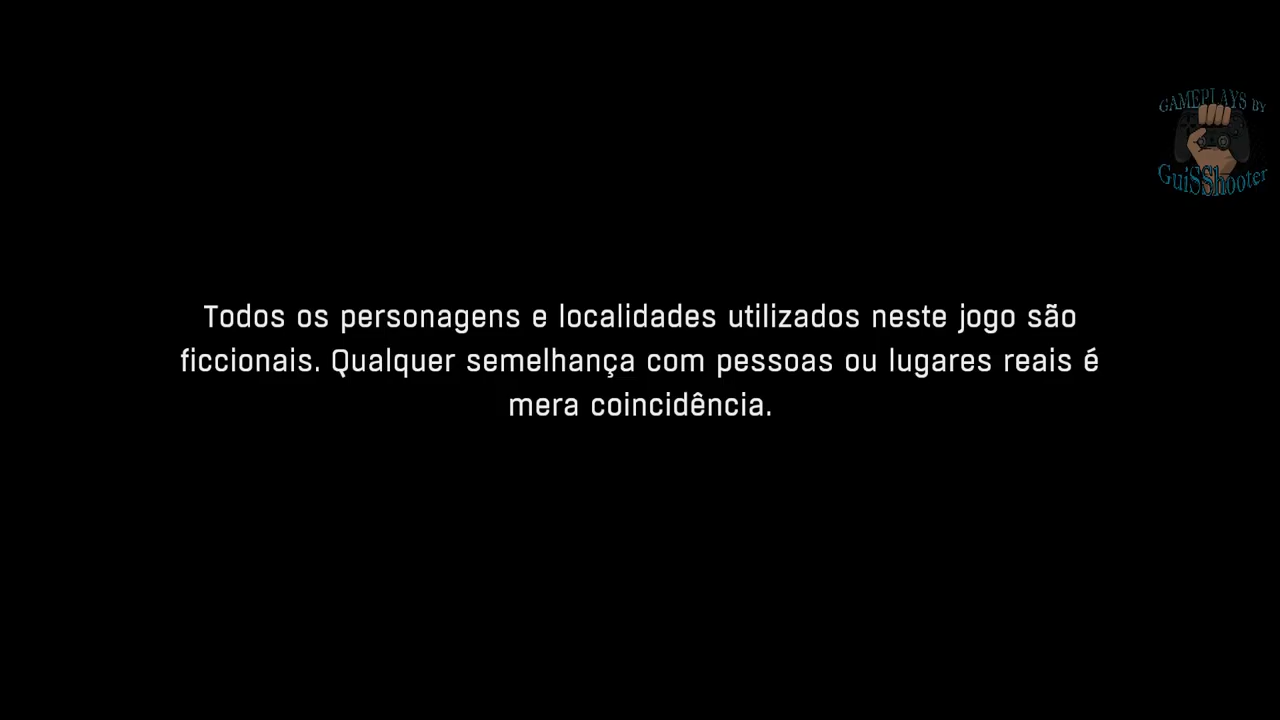 GAMEPLAYS BY
GuiSShooter
Todos os personagens e localidades utilizados neste jogo são
ficcionais. Qualquer semelhança com pessoas ou lugares reais é
mera coincidência.